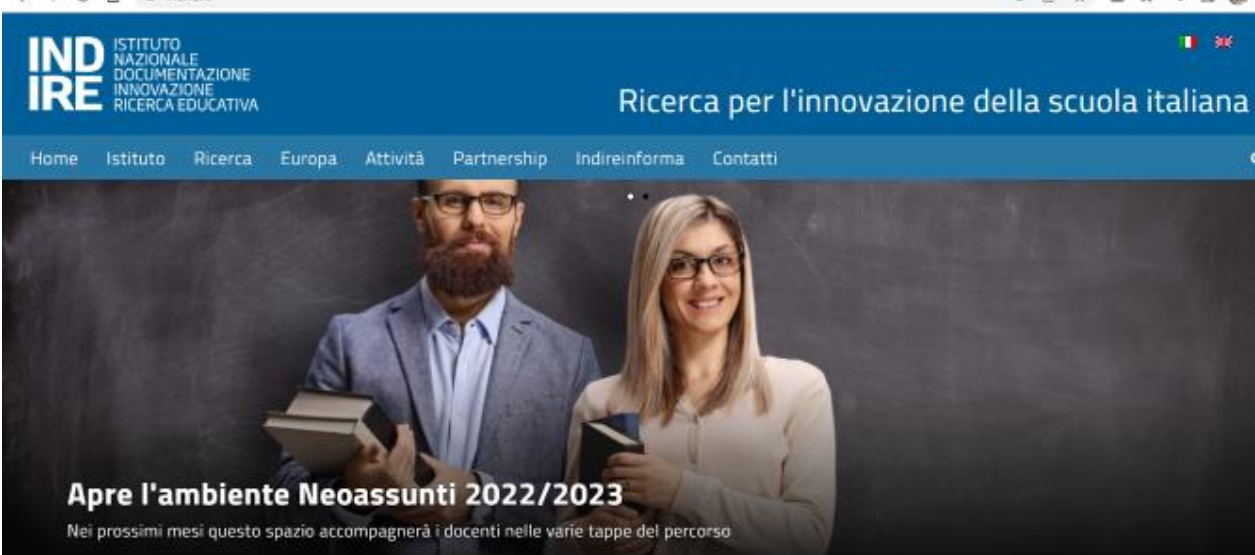 IND
IRE
ISTITUTO
NAZIONALE
DOCUMENTAZIONE
INNOVAZIONE
RICERCA EDUCATIVA
Ricerca per l'innovazione della scuola italiana
Home Istituto Ricerca Europa Attività Partnership Indireinforma Contatti
Apre l'ambiente Neoassunti 2022/2023
Nei prossimi mesi questo spazio accompagnerà i docenti nelle varie tappe del percorso